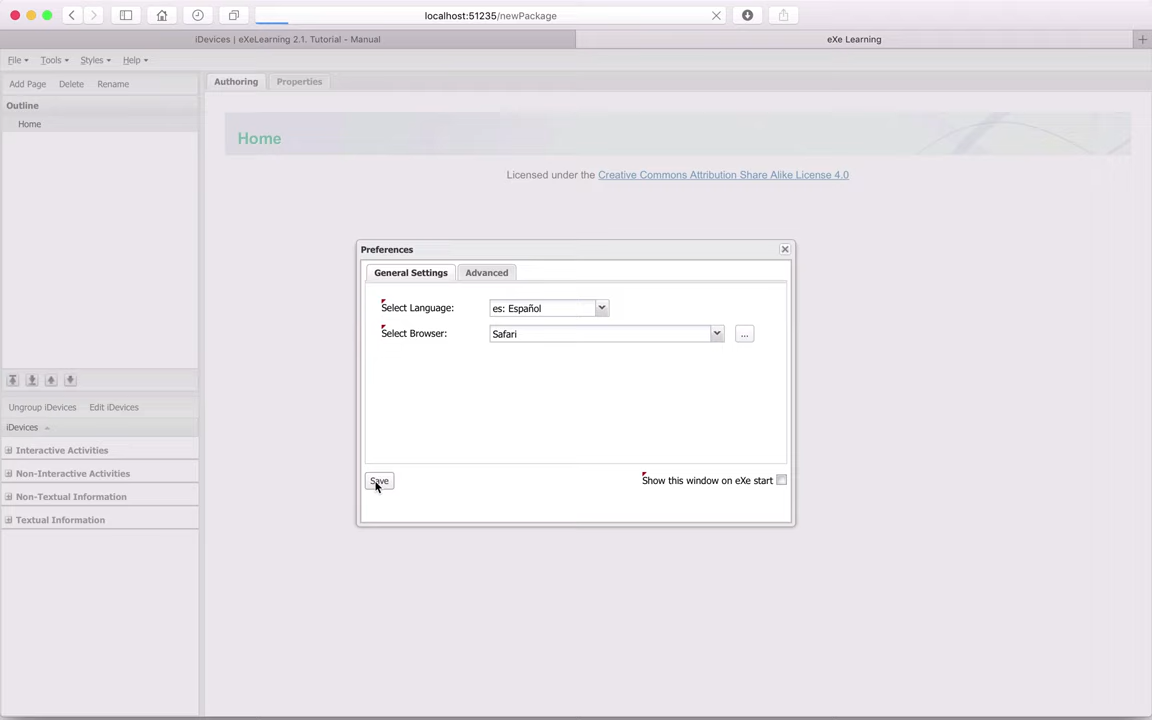 localhost:51235/newPackage
iDevices | eXeLearning 2.1. Tutorial - Manual
eXe Learning
File
Tools
Styles
Help
Add Page
Delete
Rename
Authoring
Properties
Outline
Home
Home
Licensed under the Creative Commons Attribution Share Alike License 4.0
Preferences
General Settings
Advanced
Select Language:
es: Español
Select Browser:
Safari
...
Save
Show this window on eXe start
Ungroup iDevices
Edit iDevices
iDevices
Interactive Activities
Non-Interactive Activities
Non-Textual Information
Textual Information